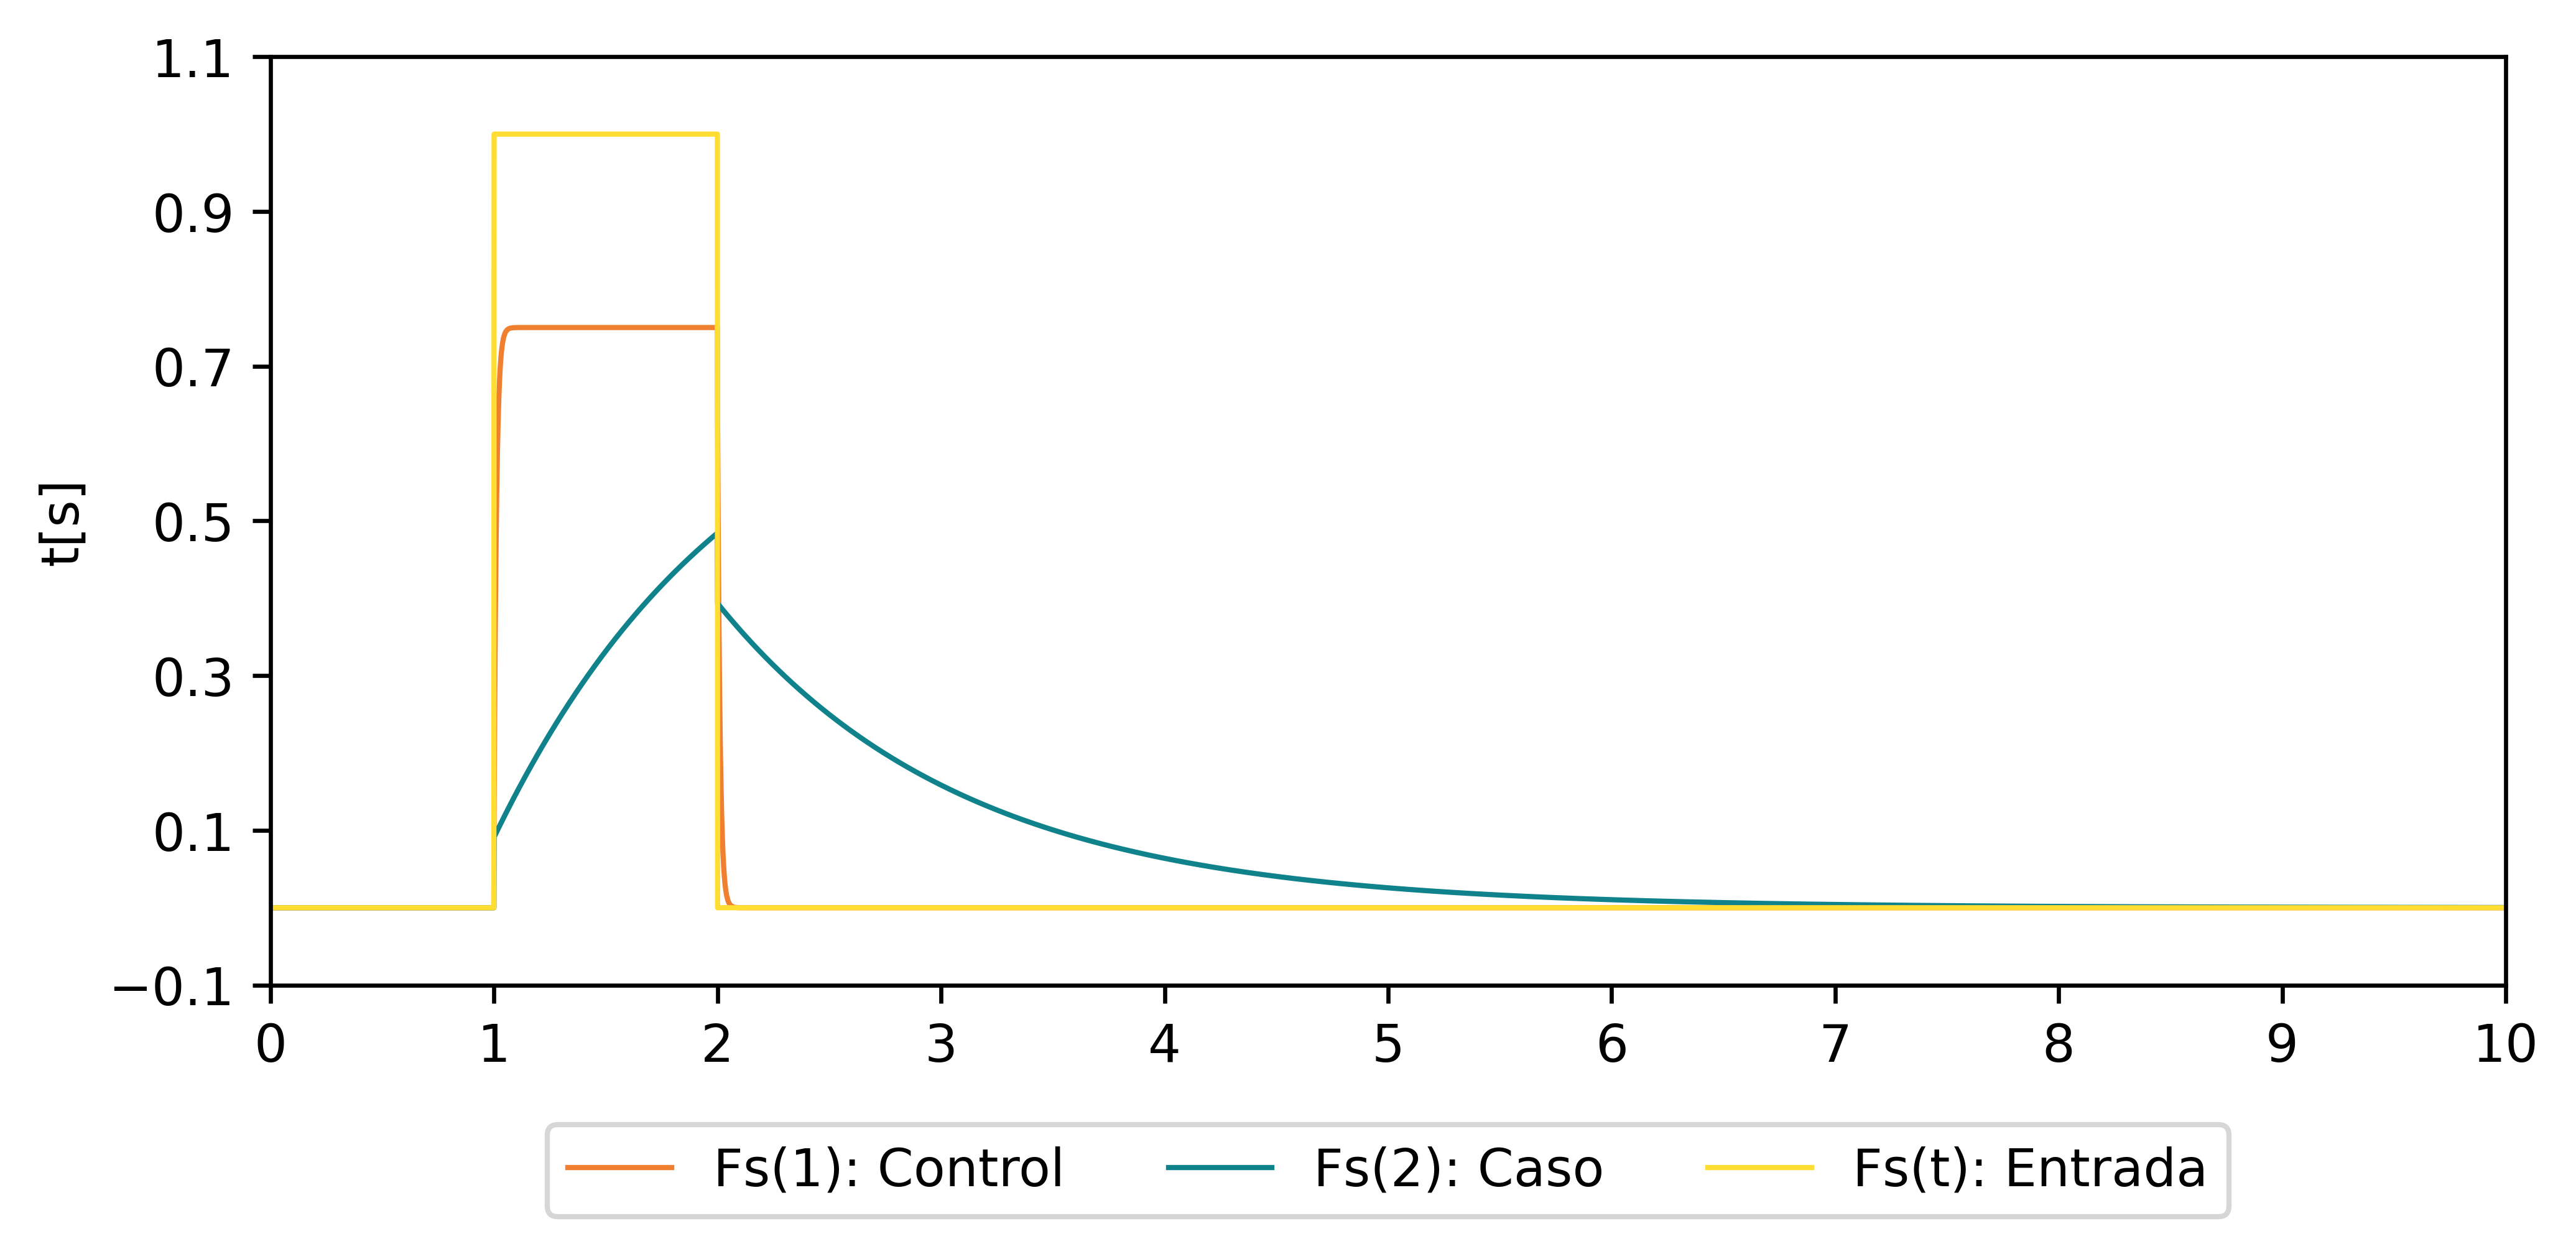 1.1
0.9
0.7
0.5
0.3
0.1
−0.1
t[s]
0 1 2 3 4 5 6 7 8 9 10
Fs(1): Control Fs(2): Caso Fs(t): Entrada